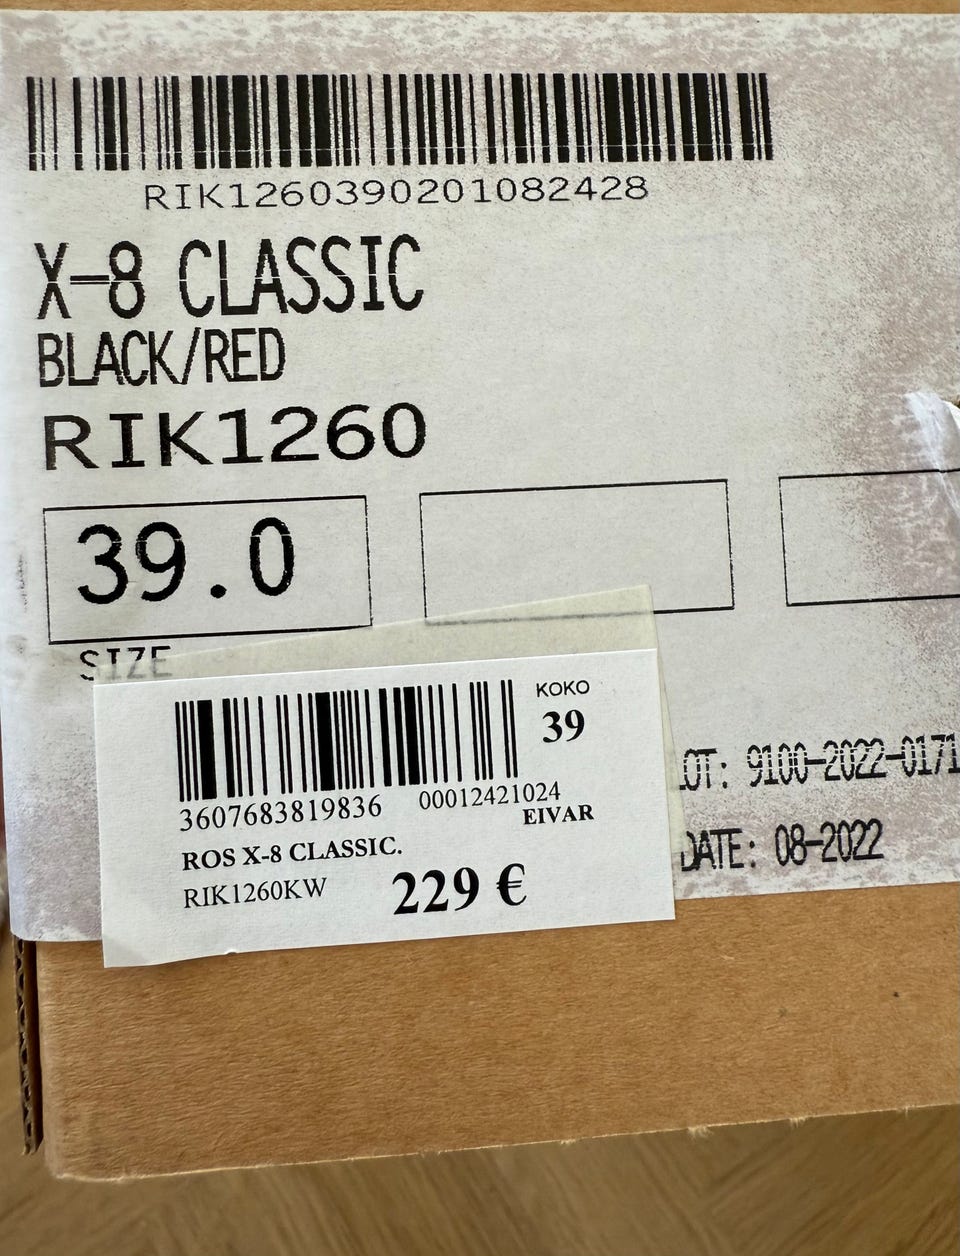 RIK1260390201082428
X-8 CLASSIC
BLACK/RED
RIK1260
39.0
SIZE
KOKO
39
3607683819836 00012421024
EIVAR
ROS X-8 CLASSIC.
RIK1260KW 229 €
LOT: 9100-2022-0171
DATE: 08-2022